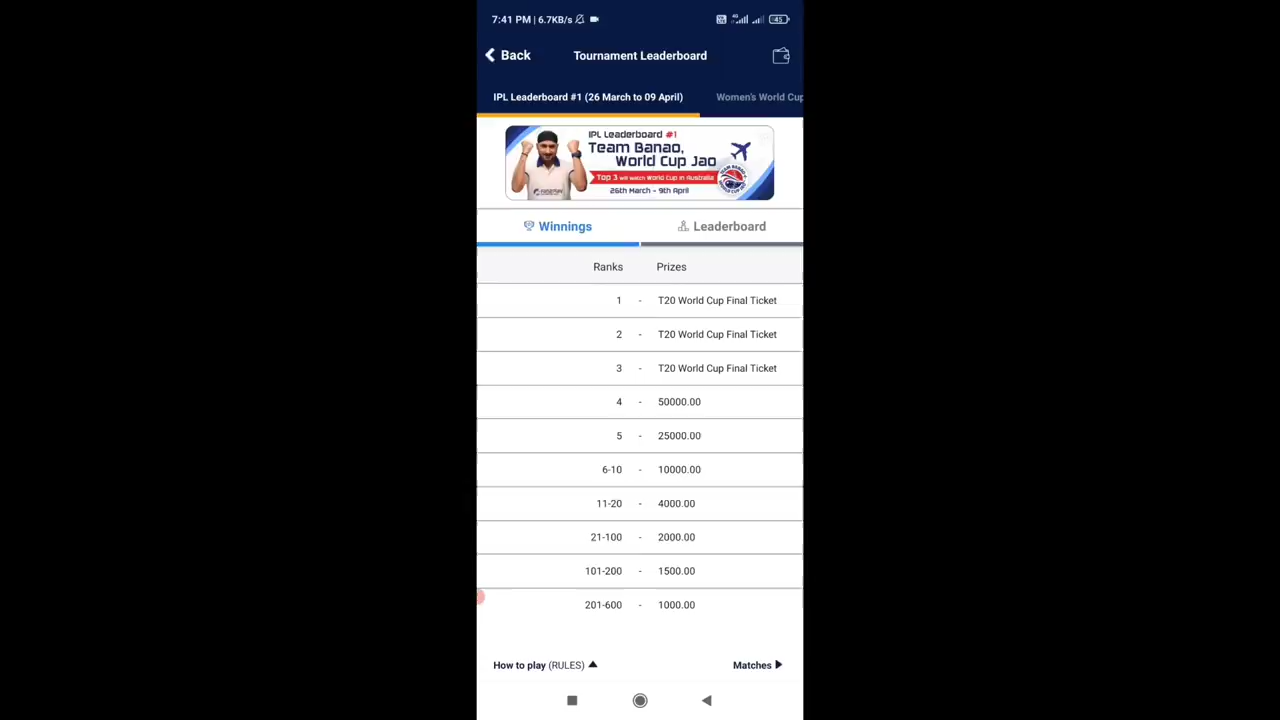 7:41 PM | 6.7KB/s
4G
45
Back
Tournament Leaderboard
IPL Leaderboard #1 (26 March to 09 April)
Women's World Cup
IPL Leaderboard #1
Team Banao,
World Cup Jao
Top 3 will watch World Cup in Australia
26th March - 9th April
Winnings
Leaderboard
Ranks Prizes
1 - T20 World Cup Final Ticket
2 - T20 World Cup Final Ticket
3 - T20 World Cup Final Ticket
4 - 50000.00
5 - 25000.00
6-10 - 10000.00
11-20 - 4000.00
21-100 - 2000.00
101-200 - 1500.00
201-600 - 1000.00
How to play (RULES)
Matches